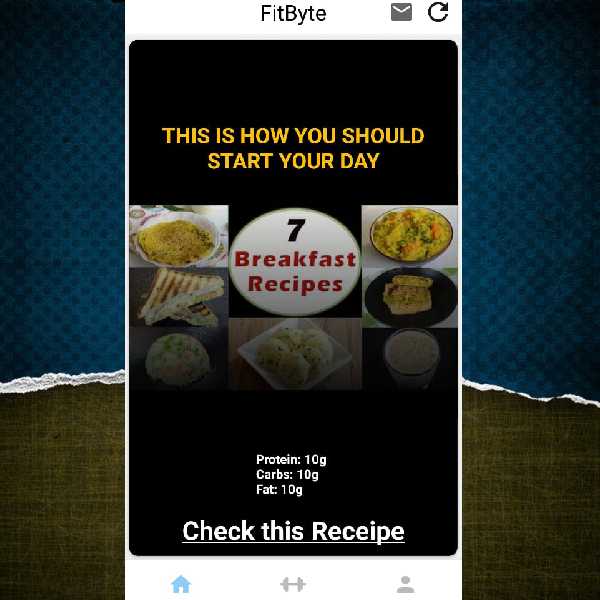 FitByte
THIS IS HOW YOU SHOULD
START YOUR DAY
7
Breakfast
Recipes
Protein: 10g
Carbs: 10g
Fat: 10g
Check this Receipe